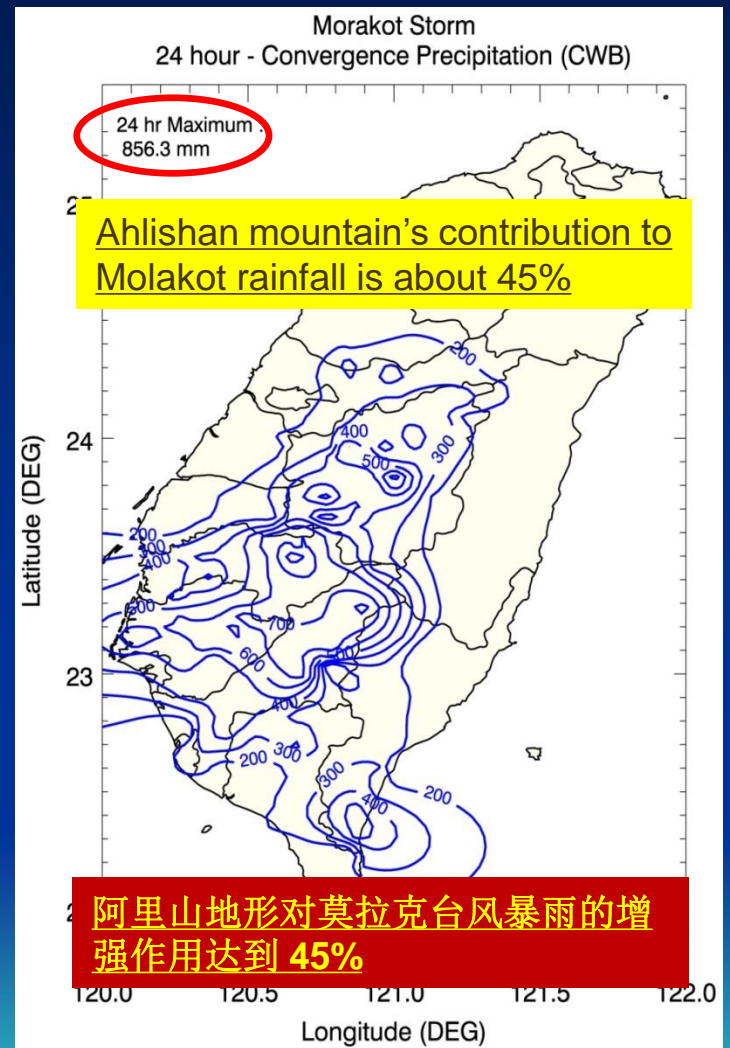 Morakot Storm
24 hour - Convergence Precipitation (CWB)
24 hr Maximum :
856.3 mm
Ahlishan mountain’s contribution to
Molakot rainfall is about 45%
200
400
500
300
24
200
300
400
500
700
600
500
23
400
300
200
300
400
200
Latitude (DEG)
阿里山地形对莫拉克台风暴雨的增
强作用达到 45%
120.0 120.5 121.0 121.5 122.0
Longitude (DEG)